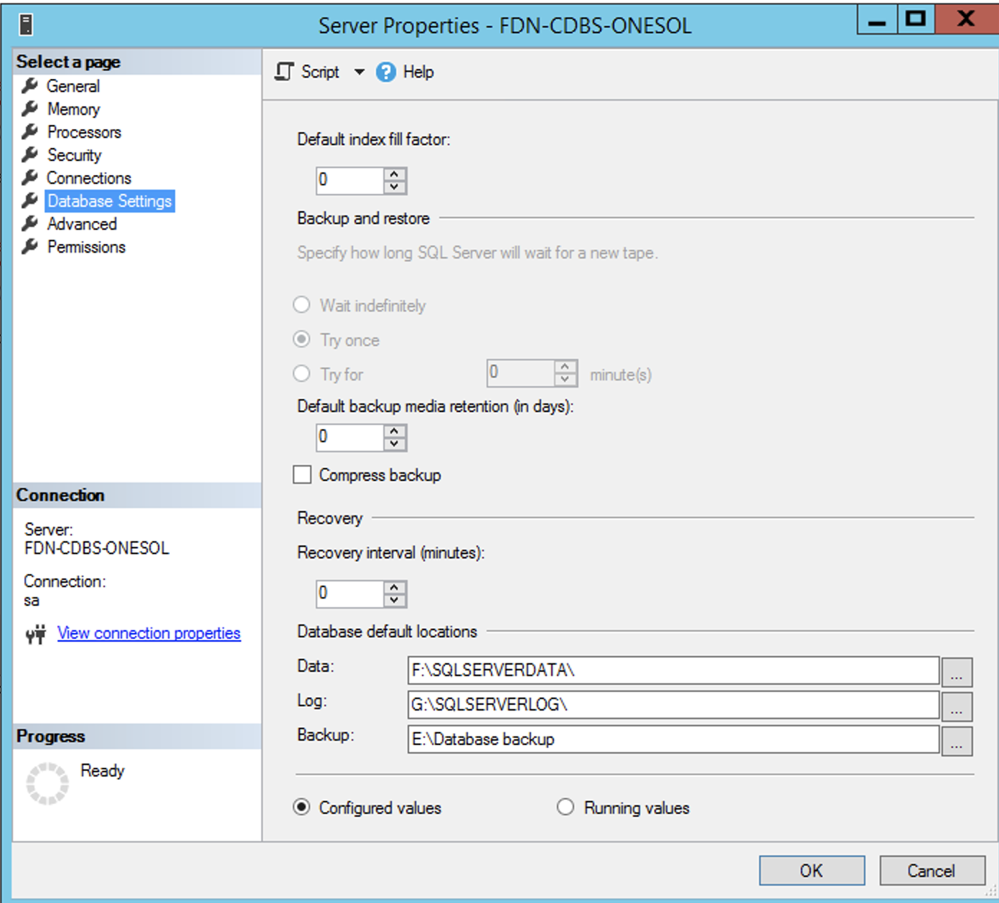 Server Properties - FDN-CDBS-ONESOL
Select a page
General
Memory
Processors
Security
Connections
Database Settings
Advanced
Permissions
Connection
Server:
FDN-CDBS-ONESOL
Connection:
sa
View connection properties
Progress
Ready
Script
Help
Default index fill factor:
0
Backup and restore
Specify how long SQL Server will wait for a new tape.
Wait indefinitely
Try once
Try for 0 minute(s)
Default backup media retention (in days):
0
Compress backup
Recovery
Recovery interval (minutes):
0
Database default locations
Data: F:\SQLSERVERDATA\ ...
Log: G:\SQLSERVERLOG\ ...
Backup: E:\Database backup ...
Configured values Running values
OK Cancel